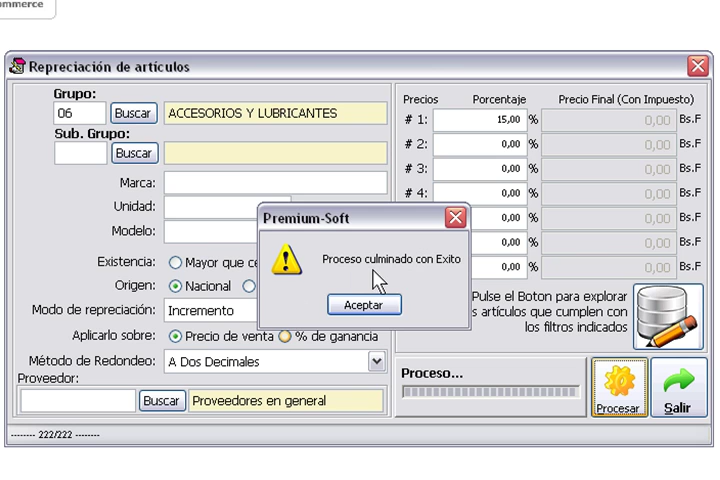 Repreciación de artículos
Grupo:
06 Buscar ACCESORIOS Y LUBRICANTES
Sub. Grupo:
Buscar
Marca:
Unidad:
Modelo:
Existencia: Mayor que
Origen: Nacional
Modo de repreciación: Incremento
Aplicarlo sobre: Precio de venta % de ganancia
Método de Redondeo: A Dos Decimales
Proveedor:
Buscar Proveedores en general
-------- 222/222 --------
Precios Porcentaje Precio Final (Con Impuesto)
# 1: 15,00 % 0,00 Bs.F
# 2: 0,00 % 0,00 Bs.F
# 3: 0,00 % 0,00 Bs.F
# 4: 0,00 % 0,00 Bs.F
0,00 % 0,00 Bs.F
0,00 % 0,00 Bs.F
0,00 % 0,00 Bs.F
Pulse el Boton para explorar
artículos que cumplen con
los filtros indicados
Proceso...
Procesar Salir
Premium-Soft
Proceso culminado con Exito
Aceptar